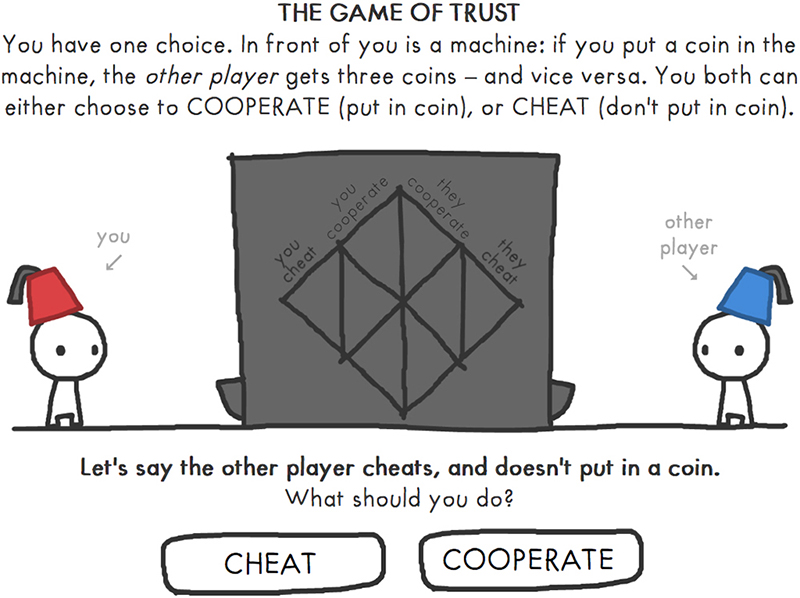 THE GAME OF TRUST
You have one choice. In front of you is a machine: if you put a coin in the
machine, the other player gets three coins – and vice versa. You both can
either choose to COOPERATE (put in coin), or CHEAT (don't put in coin).
you
cooperate
they
cooperate
you
cheat
they
cheat
you
other
player
Let's say the other player cheats, and doesn't put in a coin.
What should you do?
CHEAT
COOPERATE